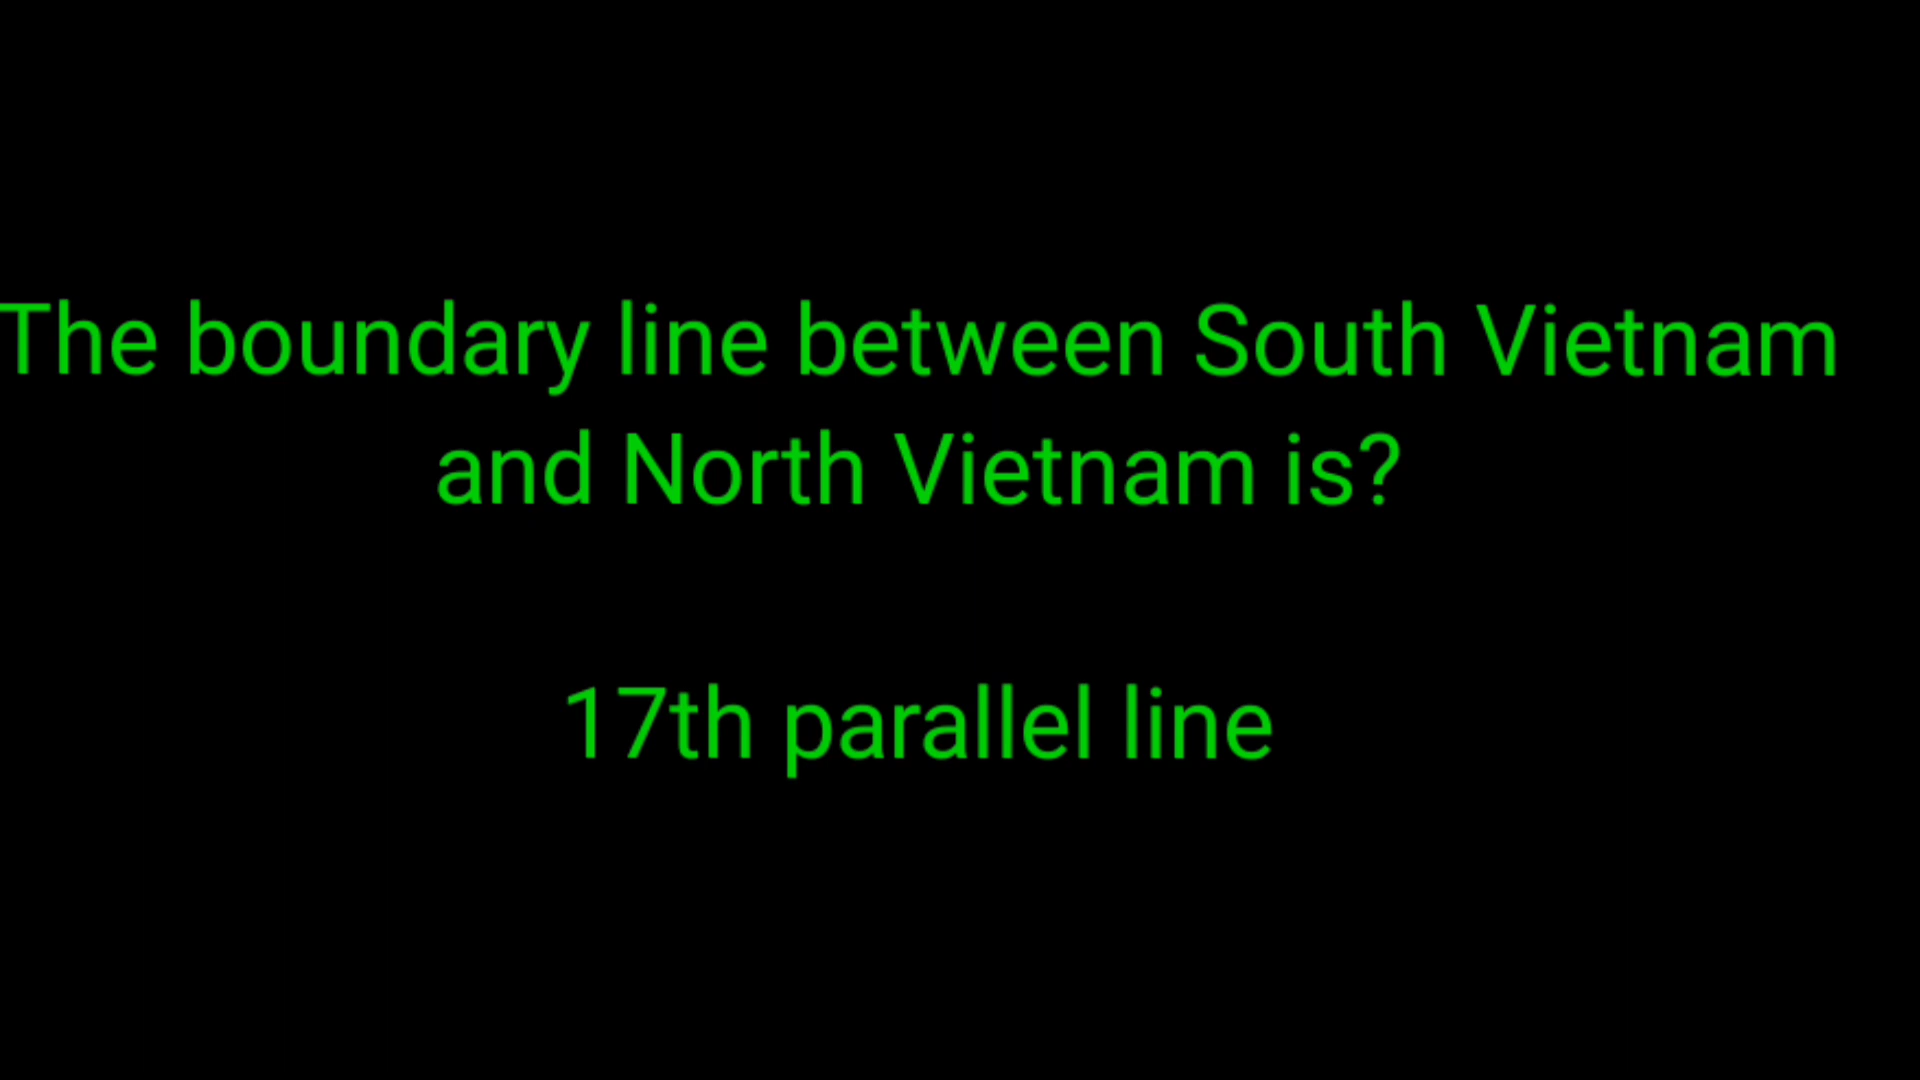 The boundary line between South Vietnam
and North Vietnam is?
17th parallel line